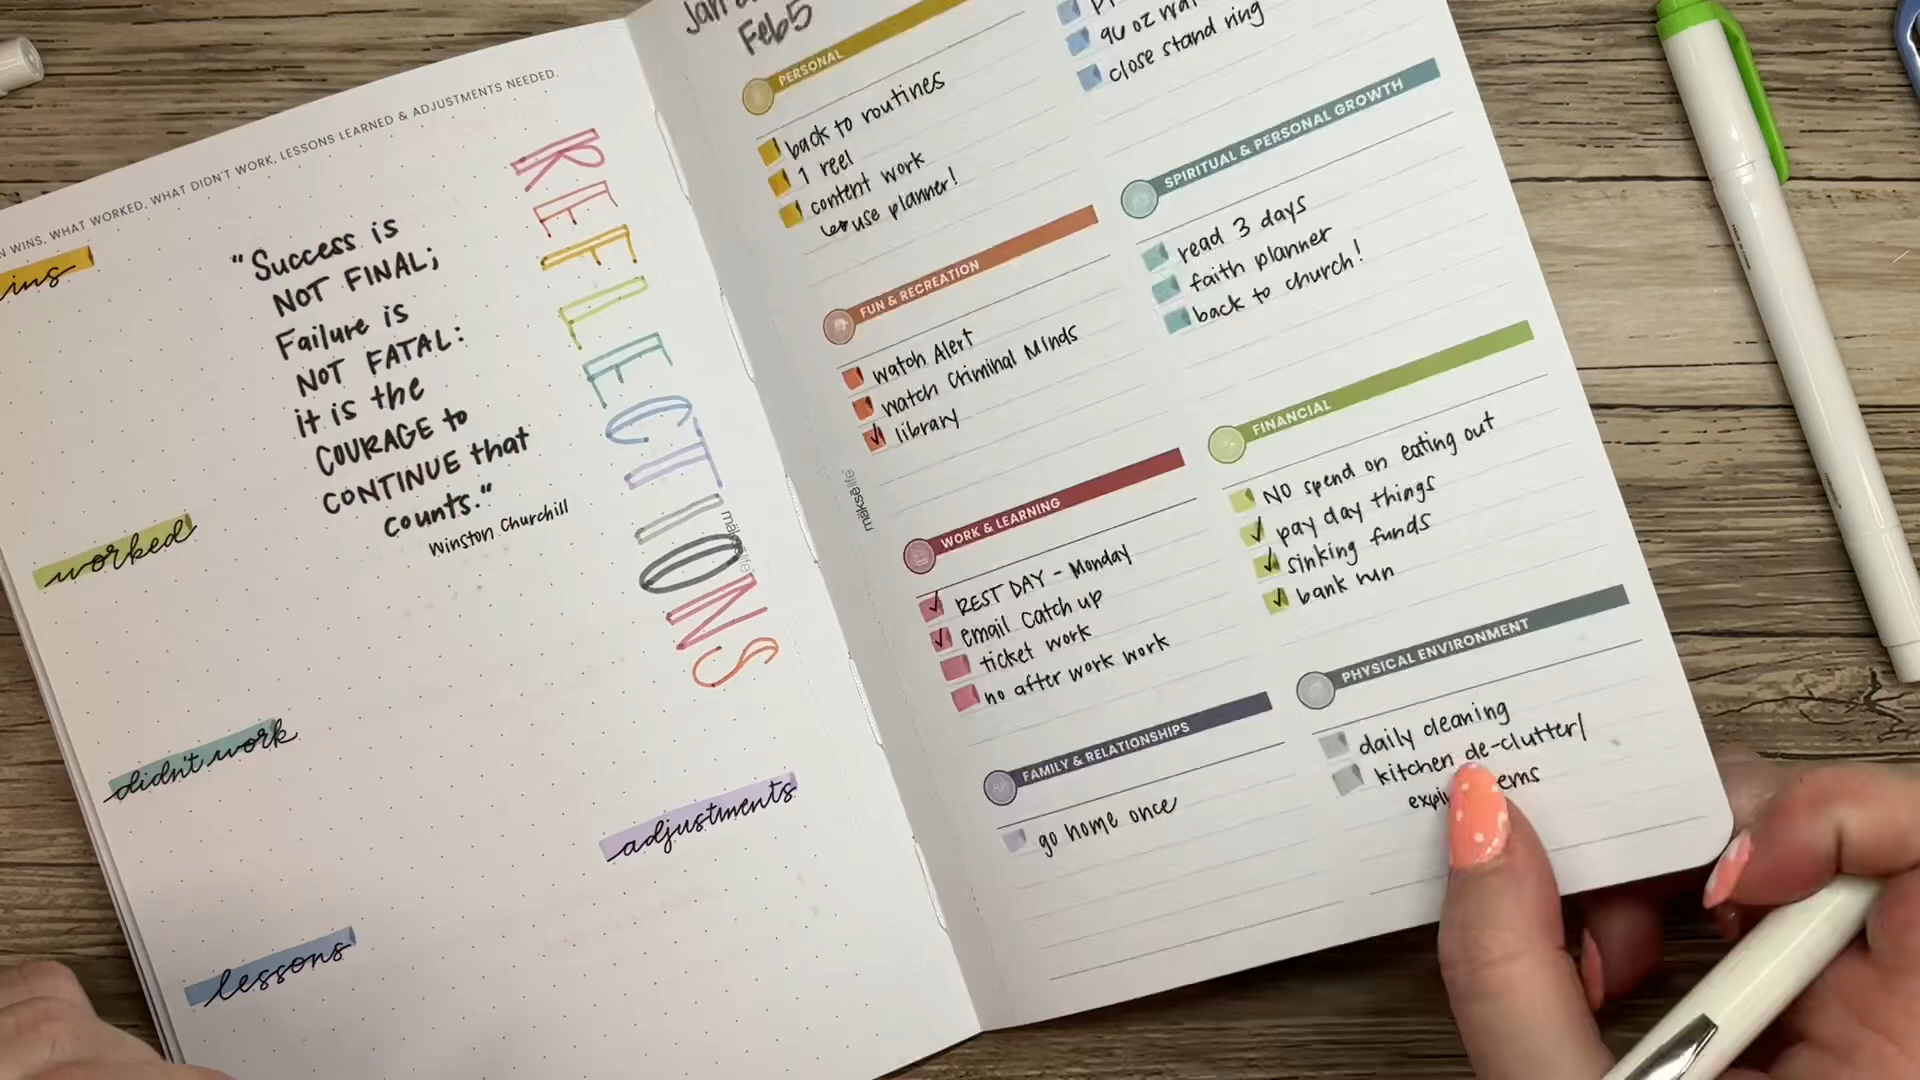 WINS, WHAT WORKED, WHAT DIDN'T WORK, LESSONS LEARNED & ADJUSTMENTS NEEDED.
REFLECTIONS
"Success is
NOT FINAL;
Failure is
NOT FATAL:
it is the
COURAGE to
CONTINUE that
counts."
Winston Churchill
worked
didn't work
adjustments
lessons
Feb 5
PERSONAL
back to routines
1 reel
content work
use planner!
FUN & RECREATION
watch Alert
watch Criminal Minds
✓ library
mäksēlife
WORK & LEARNING
✓ REST DAY - Monday
✓ email catch up
ticket work
no after work work
FAMILY & RELATIONSHIPS
go home once
96 oz
close stand ring
SPIRITUAL & PERSONAL GROWTH
read 3 days
faith planner
back to church!
FINANCIAL
NO spend on eating out
✓ pay day things
✓ sinking funds
✓ bank run
PHYSICAL ENVIRONMENT
daily cleaning
kitchen de-clutter/